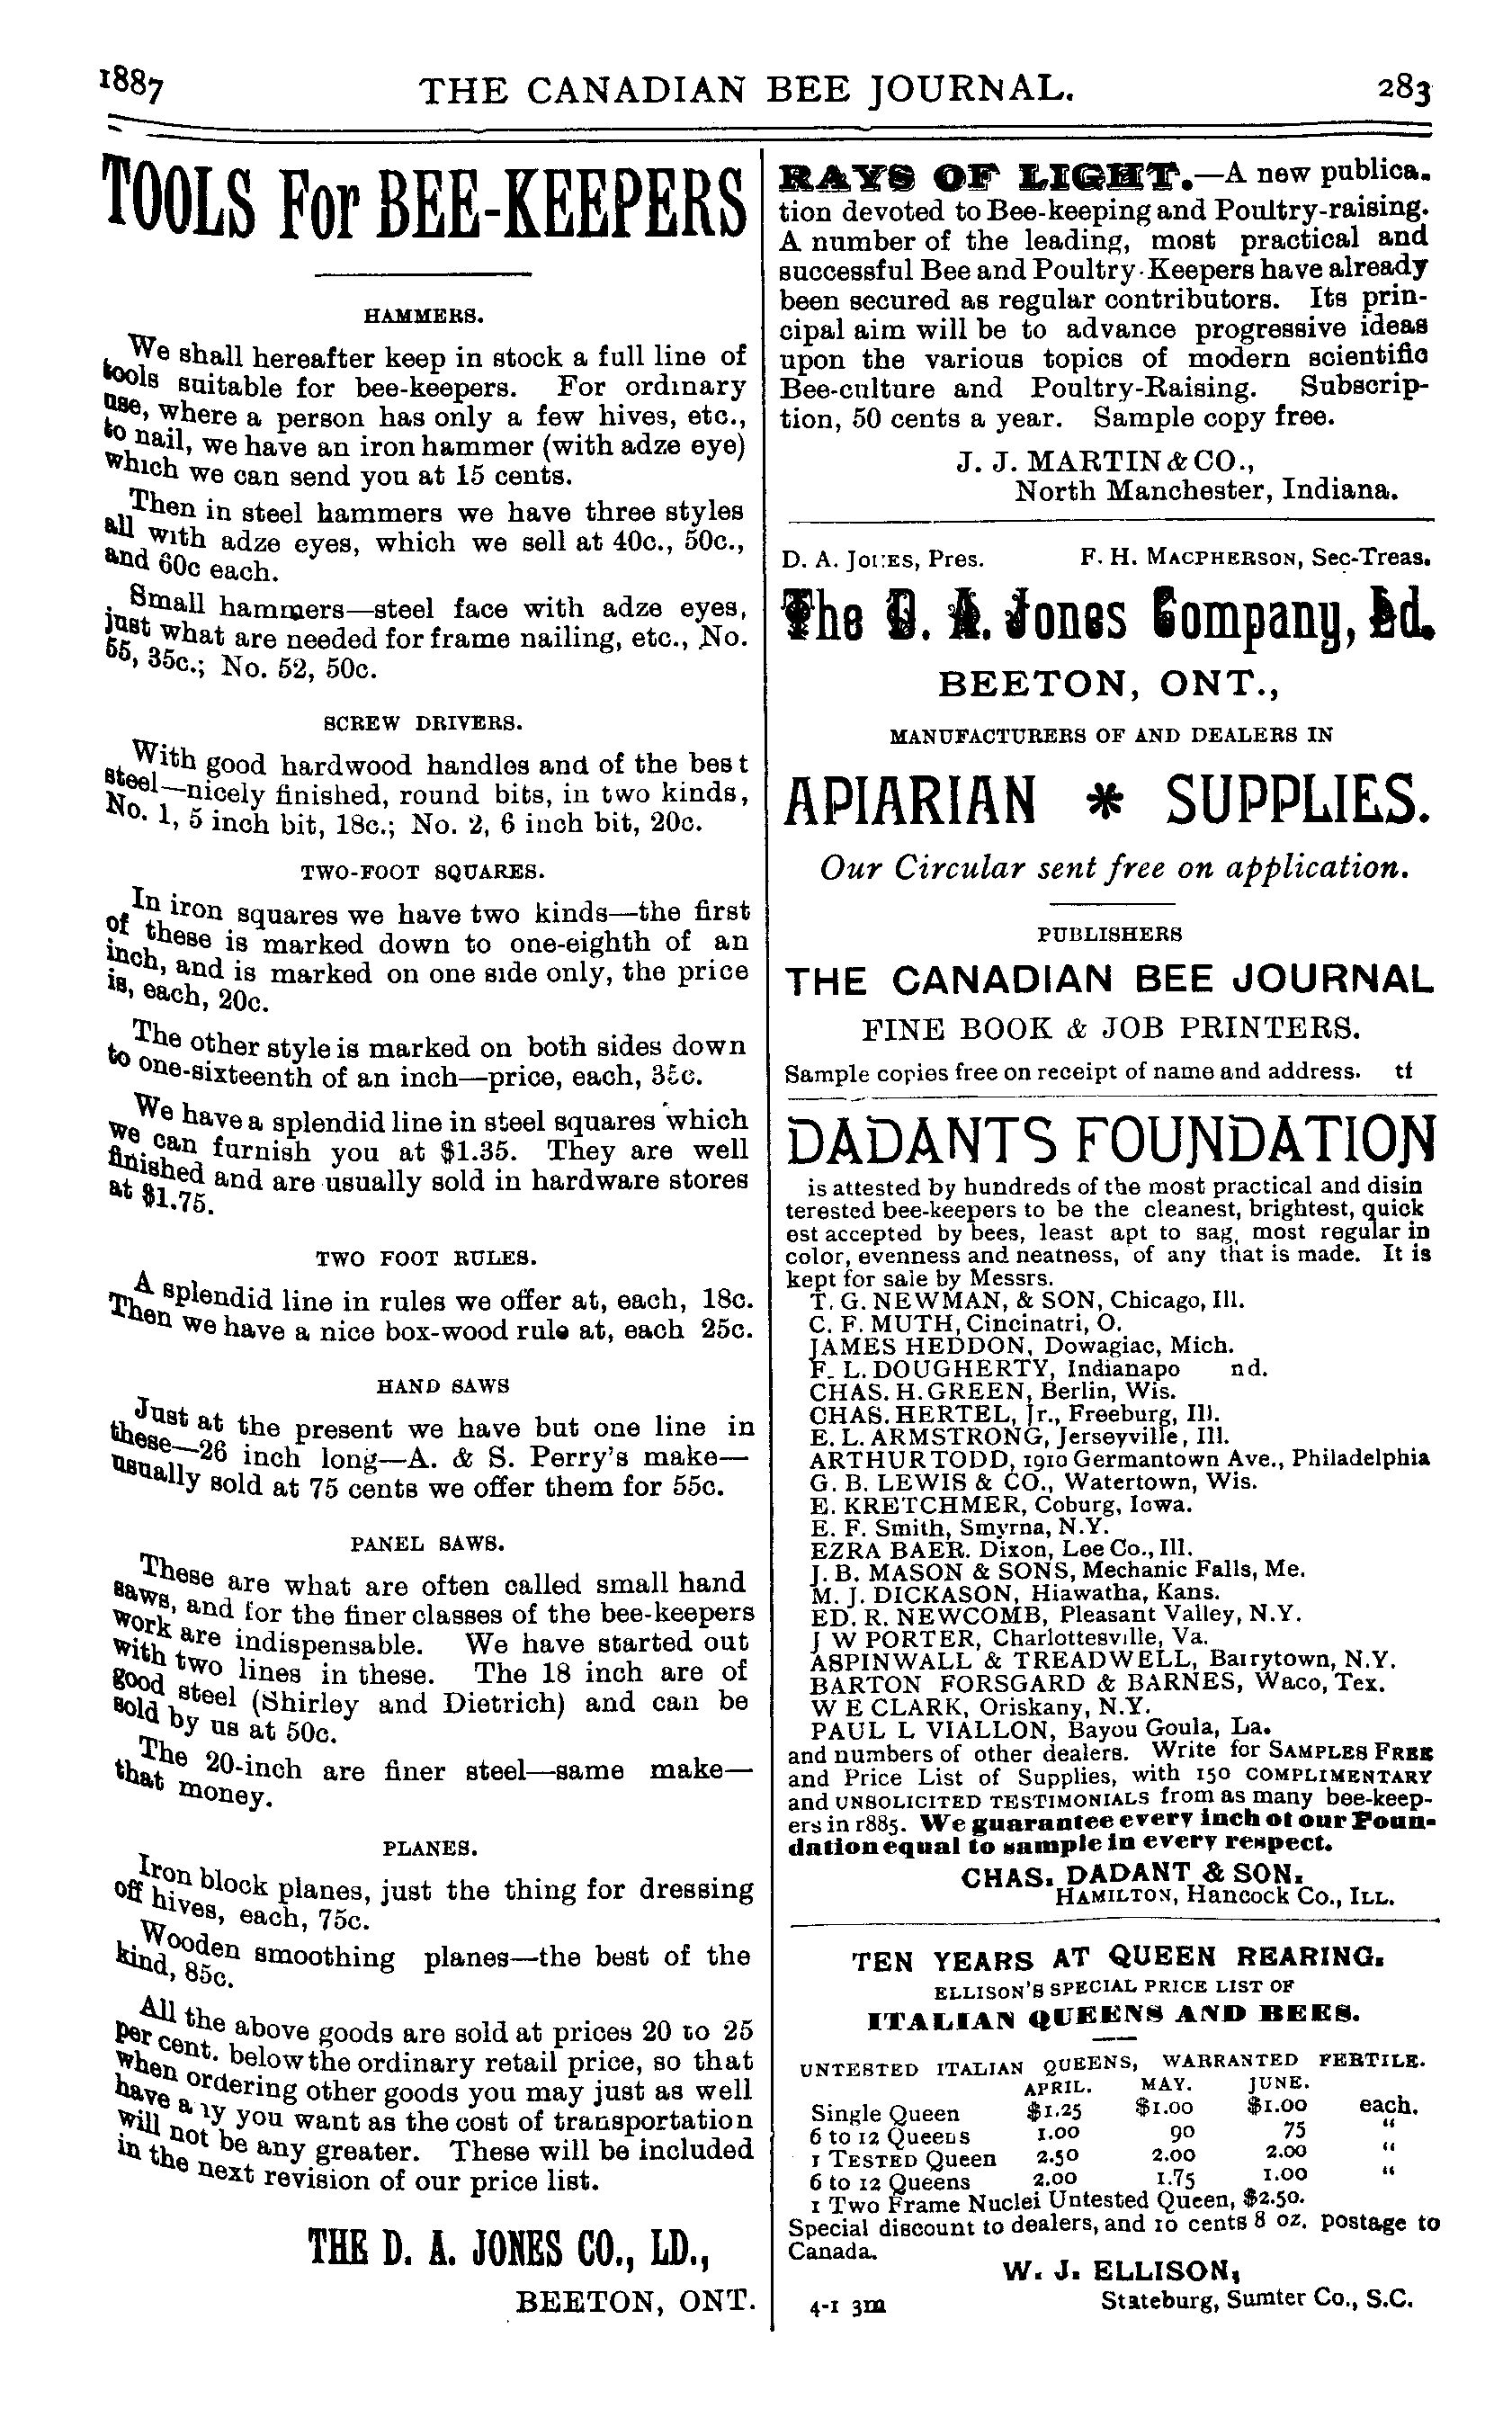 1887 THE CANADIAN BEE JOURNAL. 283
TOOLS For BEE-KEEPERS
HAMMERS.
We shall hereafter keep in stock a full line of
tools suitable for bee-keepers. For ordinary
use, where a person has only a few hives, etc.,
to nail, we have an iron hammer (with adze eye)
which we can send you at 15 cents.
Then in steel hammers we have three styles
all with adze eyes, which we sell at 40c., 50c.,
and 60c each.
Small hammers—steel face with adze eyes,
just what are needed for frame nailing, etc., No.
55, 35c.; No. 52, 50c.
SCREW DRIVERS.
With good hardwood handles and of the best
steel—nicely finished, round bits, in two kinds,
No. 1, 5 inch bit, 18c.; No. 2, 6 inch bit, 20c.
TWO-FOOT SQUARES.
In iron squares we have two kinds—the first
of these is marked down to one-eighth of an
inch, and is marked on one side only, the price
is, each, 20c.
The other style is marked on both sides down
to one-sixteenth of an inch—price, each, 35c.
We have a splendid line in steel squares which
we can furnish you at $1.35. They are well
finished and are usually sold in hardware stores
at $1.75.
TWO FOOT RULES.
A splendid line in rules we offer at, each, 18c.
Then we have a nice box-wood rule at, each 25c.
HAND SAWS
Just at the present we have but one line in
these—26 inch long—A. & S. Perry's make—
usually sold at 75 cents we offer them for 55c.
PANEL SAWS.
These are what are often called small hand
saws, and for the finer classes of the bee-keepers
work are indispensable. We have started out
with two lines in these. The 18 inch are of
good steel (Shirley and Dietrich) and can be
sold by us at 50c.
The 20-inch are finer steel—same make—
that money.
PLANES.
Iron block planes, just the thing for dressing
off hives, each, 75c.
Wooden smoothing planes—the best of the
kind, 85c.
All the above goods are sold at prices 20 to 25
per cent. below the ordinary retail price, so that
when ordering other goods you may just as well
have a ny you want as the cost of transportation
will not be any greater. These will be included
in the next revision of our price list.
THE D. A. JONES CO., LD.,
BEETON, ONT.
RAYS OF LIGHT.—A new publica.
tion devoted to Bee-keeping and Poultry-raising.
A number of the leading, most practical and
successful Bee and Poultry-Keepers have already
been secured as regular contributors. Its prin-
cipal aim will be to advance progressive ideas
upon the various topics of modern scientific
Bee-culture and Poultry-Raising. Subscrip-
tion, 50 cents a year. Sample copy free.
J. J. MARTIN & CO.,
North Manchester, Indiana.
D. A. JONES, Pres. F. H. MACPHERSON, Sec-Treas.
The D. A. Jones Company, Ld.
BEETON, ONT.,
MANUFACTURERS OF AND DEALERS IN
APIARIAN * SUPPLIES.
Our Circular sent free on application.
PUBLISHERS
THE CANADIAN BEE JOURNAL
FINE BOOK & JOB PRINTERS.
Sample copies free on receipt of name and address. tf
DADANTS FOUNDATION
is attested by hundreds of the most practical and disin
terested bee-keepers to be the cleanest, brightest, quick
est accepted by bees, least apt to sag, most regular in
color, evenness and neatness, of any that is made. It is
kept for sale by Messrs.
T. G. NEWMAN, & SON, Chicago, Ill.
C. F. MUTH, Cincinatri, O.
JAMES HEDDON, Dowagiac, Mich.
F. L. DOUGHERTY, Indianapo nd.
CHAS. H. GREEN, Berlin, Wis.
CHAS. HERTEL, Jr., Freeburg, Ill.
E. L. ARMSTRONG, Jerseyville, Ill.
ARTHUR TODD, 1910 Germantown Ave., Philadelphia
G. B. LEWIS & CO., Watertown, Wis.
E. KRETCHMER, Coburg, Iowa.
E. F. Smith, Smyrna, N.Y.
EZRA BAER. Dixon, Lee Co., Ill.
J. B. MASON & SONS, Mechanic Falls, Me.
M. J. DICKASON, Hiawatha, Kans.
ED. R. NEWCOMB, Pleasant Valley, N.Y.
J W PORTER, Charlottesville, Va.
ASPINWALL & TREADWELL, Barrytown, N.Y.
BARTON FORSGARD & BARNES, Waco, Tex.
W E CLARK, Oriskany, N.Y.
PAUL L VIALLON, Bayou Goula, La.
and numbers of other dealers. Write for SAMPLES FREE
and Price List of Supplies, with 150 COMPLIMENTARY
and UNSOLICITED TESTIMONIALS from as many bee-keep-
ers in 1885. We guarantee every inch of our Foun-
dation equal to sample in every respect.
CHAS. DADANT & SON.
HAMILTON, Hancock Co., ILL.
TEN YEARS AT QUEEN REARING.
ELLISON'S SPECIAL PRICE LIST OF
ITALIAN QUEENS AND BEES.
UNTESTED ITALIAN QUEENS, WARRANTED FERTILE.
APRIL. MAY. JUNE.
Single Queen $1.25 $1.00 $1.00 each.
6 to 12 Queens 1.00 90 75 "
1 TESTED Queen 2.50 2.00 2.00 "
6 to 12 Queens 2.00 1.75 1.00 "
1 Two Frame Nuclei Untested Queen, $2.50.
Special discount to dealers, and 10 cents 8 oz. postage to
Canada.
W. J. ELLISON,
4-1 3m Stateburg, Sumter Co., S.C.